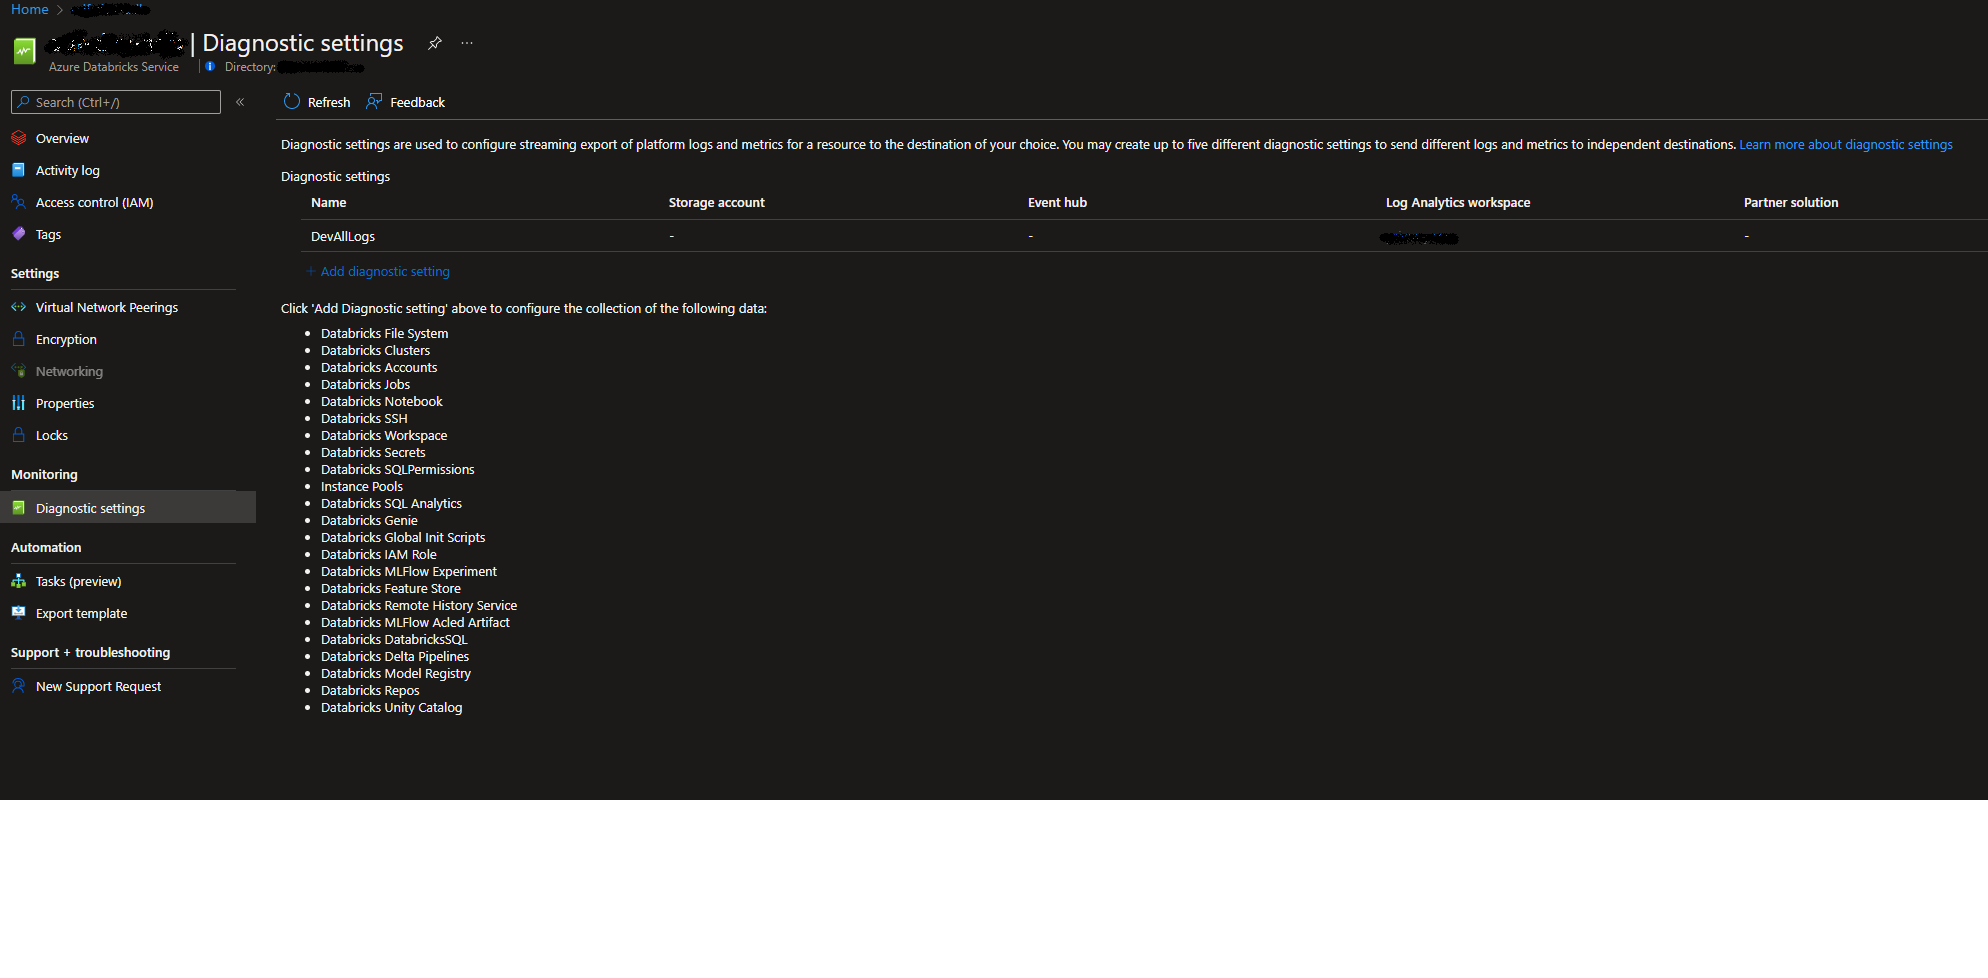 Home
| Diagnostic settings
Azure Databricks Service
Directory:
Search (Ctrl+/)
Refresh
Feedback
Overview
Activity log
Access control (IAM)
Tags
Settings
Virtual Network Peerings
Encryption
Networking
Properties
Locks
Monitoring
Diagnostic settings
Automation
Tasks (preview)
Export template
Support + troubleshooting
New Support Request
Diagnostic settings are used to configure streaming export of platform logs and metrics for a resource to the destination of your choice. You may create up to five different diagnostic settings to send different logs and metrics to independent destinations. Learn more about diagnostic settings
Diagnostic settings
Name Storage account Event hub Log Analytics workspace Partner solution
DevAllLogs - - -
+ Add diagnostic setting
Click 'Add Diagnostic setting' above to configure the collection of the following data:
• Databricks File System
• Databricks Clusters
• Databricks Accounts
• Databricks Jobs
• Databricks Notebook
• Databricks SSH
• Databricks Workspace
• Databricks Secrets
• Databricks SQLPermissions
• Instance Pools
• Databricks SQL Analytics
• Databricks Genie
• Databricks Global Init Scripts
• Databricks IAM Role
• Databricks MLFlow Experiment
• Databricks Feature Store
• Databricks Remote History Service
• Databricks MLFlow Acled Artifact
• Databricks DatabricksSQL
• Databricks Delta Pipelines
• Databricks Model Registry
• Databricks Repos
• Databricks Unity Catalog